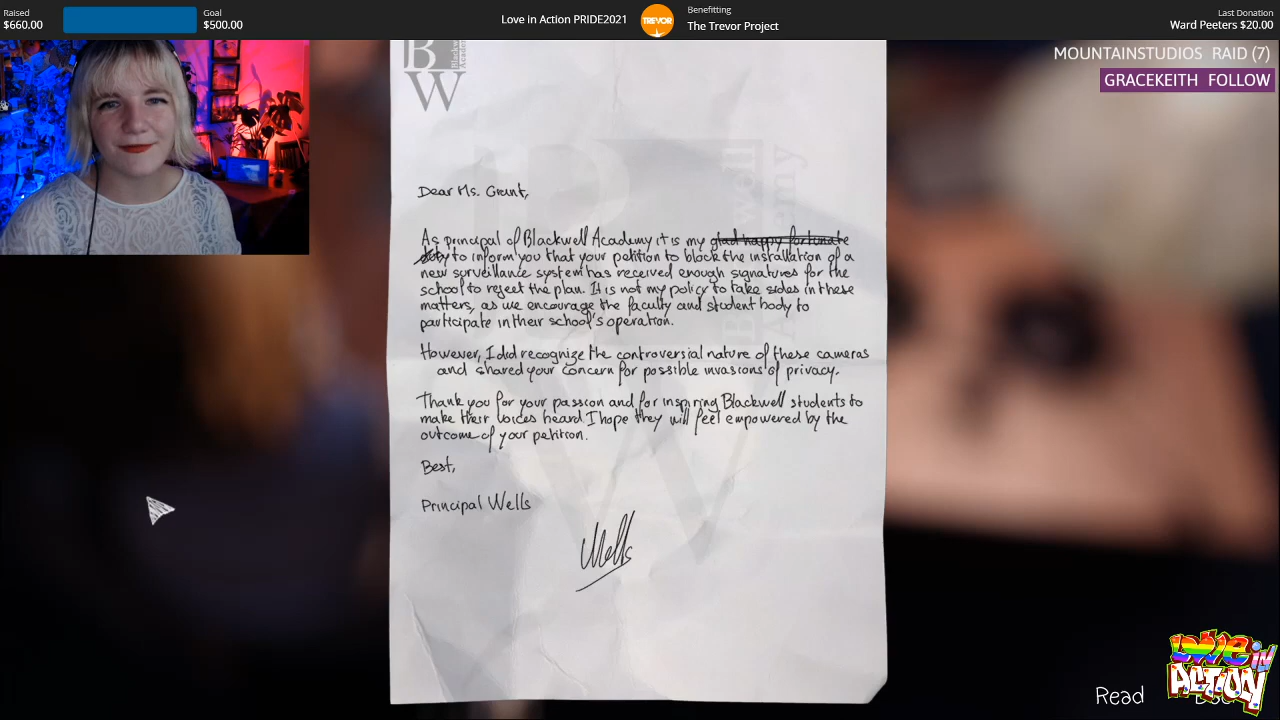 Raised
$660.00
Goal
$500.00
Love in Action PRIDE2021
TREVOR
Benefitting
The Trevor Project
Last Donation
Ward Peeters $20.00
MOUNTAINSTUDIOS RAID (7)
GRACEKEITH FOLLOW
B
Blackwell
Academy
W
Dear Ms. Grant,
As principal of Blackwell Academy it is my glad happy fortunate
duty to inform you that your petition to block the installation of a
new surveillance system has received enough signatures for the
school to reject the plan. It is not my policy to take sides in these
matters, as we encourage the faculty and student body to
participate in their school's operation.
However, I did recognize the controversial nature of these cameras
and shared your concern for possible invasions of privacy.
Thank you for your passion and for inspiring Blackwell students to
make their voices heard I hope they will feel empowered by the
outcome of your petition.
Best,
Principal Wells
Wells
Read
LOVE in
ACTION